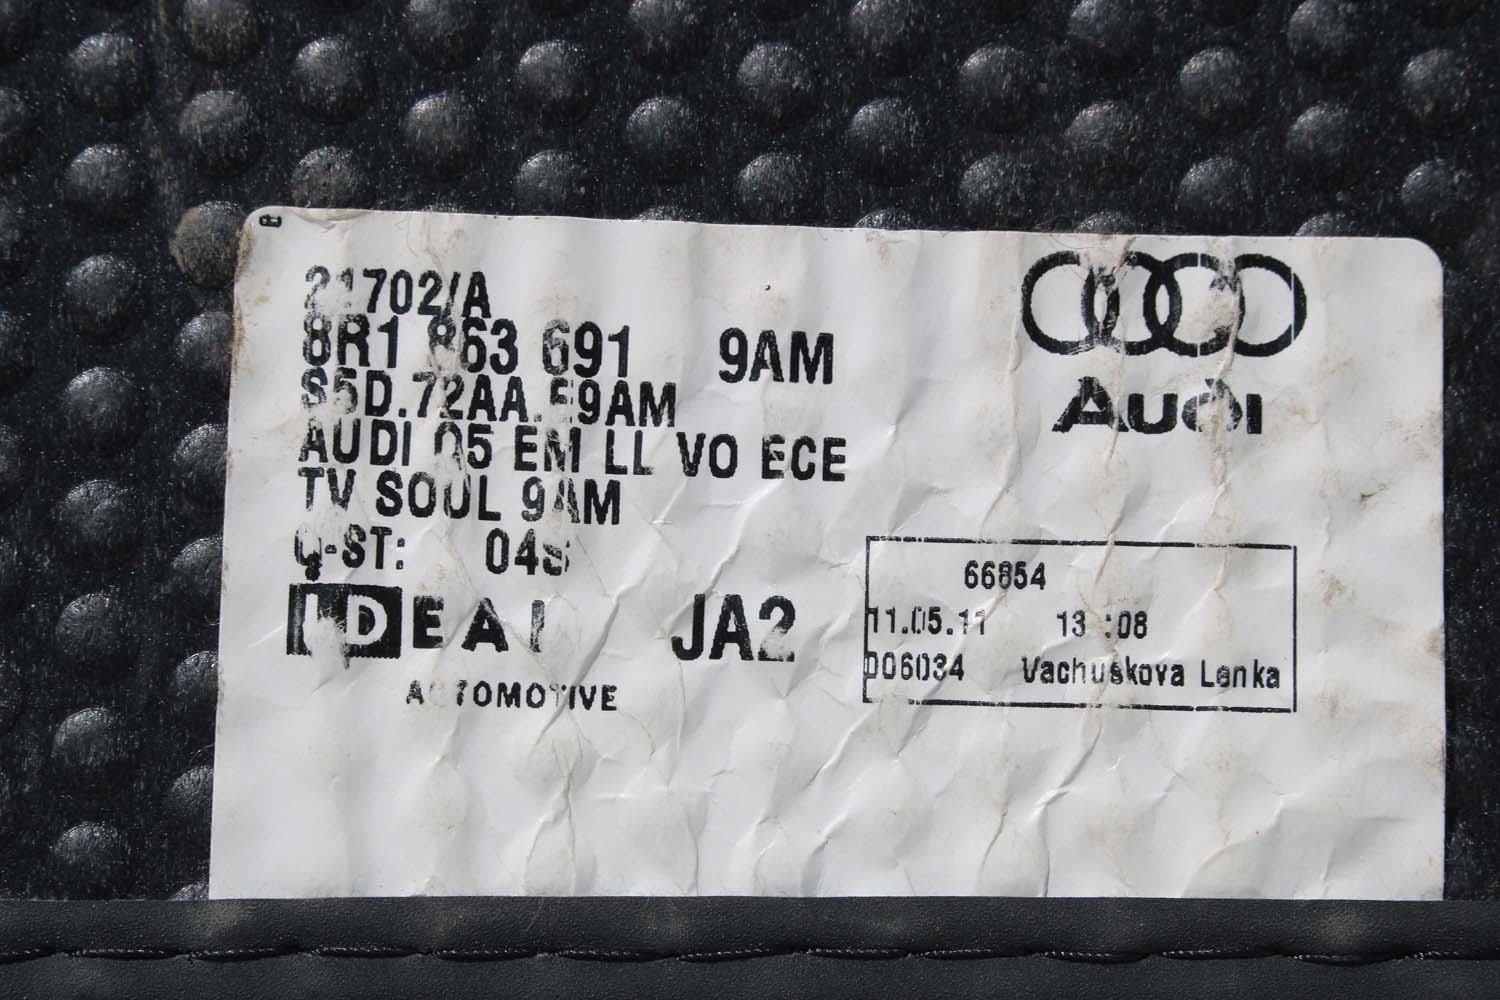 21702/A
8R1 863 691 9AM
S5D.72AA.59AM
AUDI Q5 EM LL VO ECE
TV SOUL 9AM
Q-ST: 04S
IDEAL JA2
AUTOMOTIVE
Audi
66854
11.05.11 13:08
006034 Vachuskova Lenka